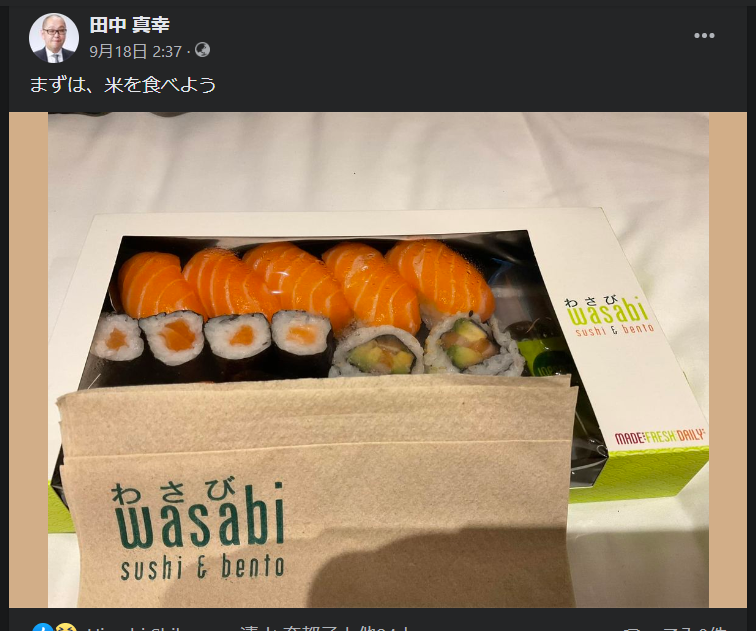 田中 真幸
9月18日 2:37
まずは、米を食べよう
わさび
wasabi
sushi & bento
MADE FRESH DAILY
わさび
wasabi
sushi & bento